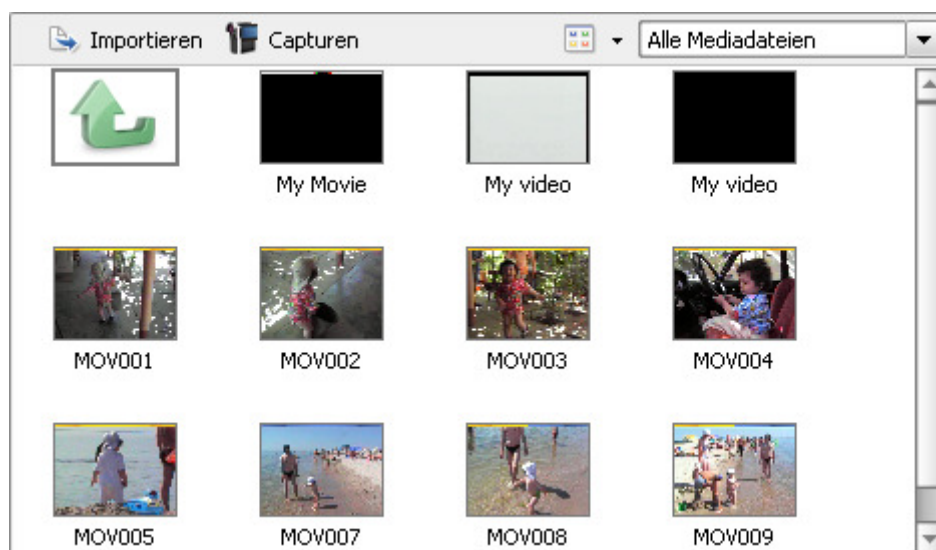 Importieren Capturen Alle Mediadateien
My Movie My video My video
MOV001 MOV002 MOV003 MOV004
MOV005 MOV007 MOV008 MOV009